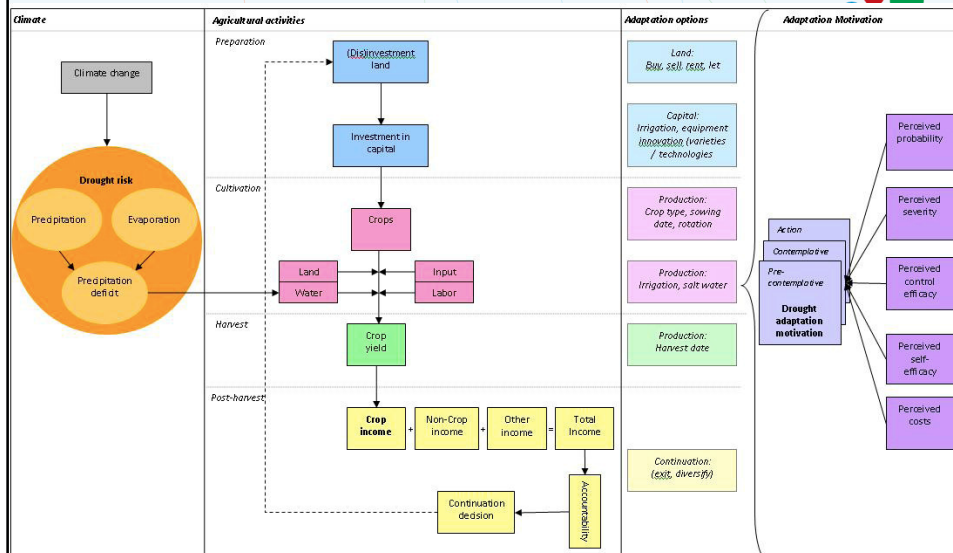 Climate
Agricultural activities
Adaptation options
Adaptation Motivation
Climate change
Drought risk
Precipitation
Evaporation
Precipitation
deficit
Preparation
(Dis)investment
land
Investment in
capital
Cultivation
Crops
Land
Input
Water
Labor
Harvest
Crop
yield
Post-harvest
Crop
income
+
Non-Crop
income
+
Other
income
=
Total
Income
Accountability
Continuation
decision
Land:
Buy, sell, rent, let
Capital:
Irrigation, equipment
innovation (varieties
/ technologies
Production:
Crop type, sowing
date, rotation
Production:
Irrigation, salt water
Production:
Harvest date
Continuation:
(exit, diversify)
Action
Contemplative
Pre-
contemplative
Drought
adaptation
motivation
Perceived
probability
Perceived
severity
Perceived
control
efficacy
Perceived
self-
efficacy
Perceived
costs